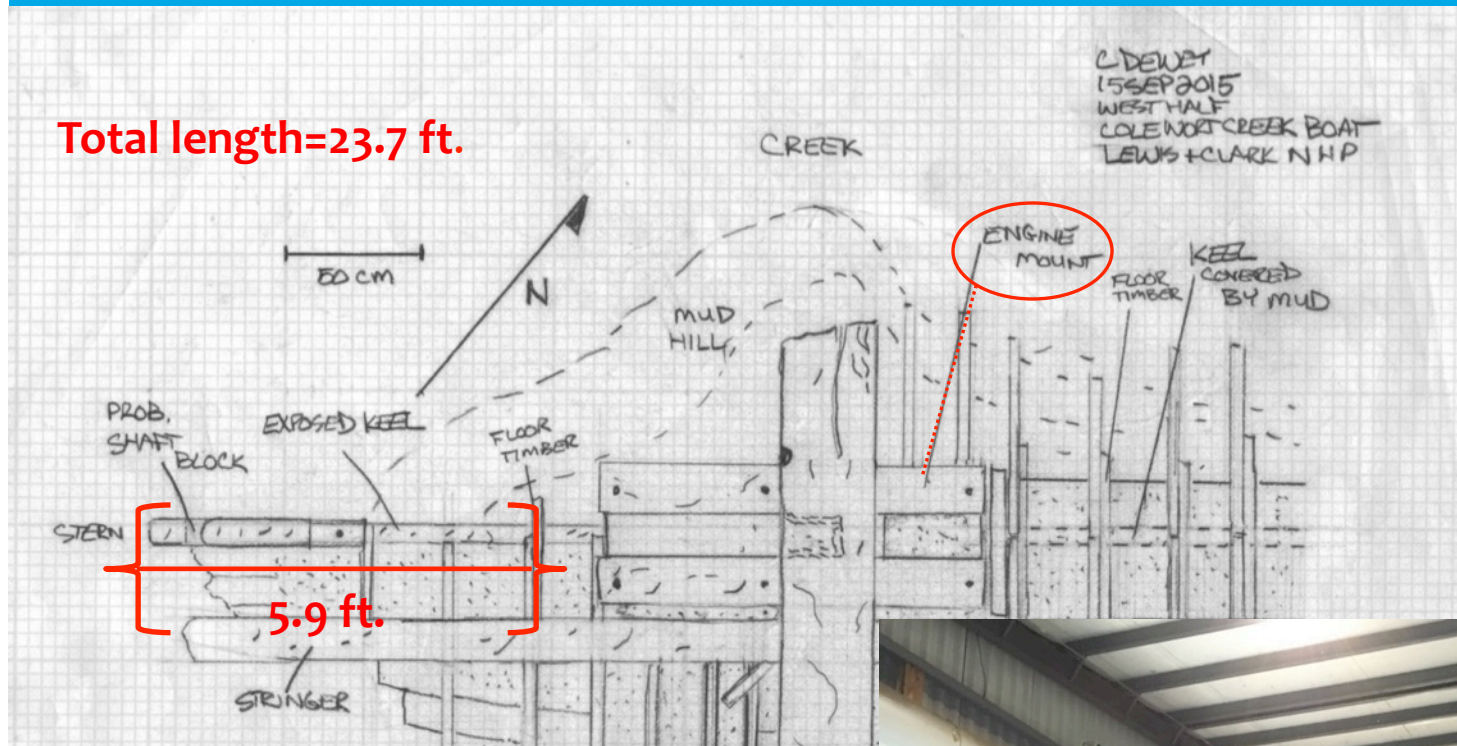 C DEWEY
15SEP2015
WEST HALF
COLEWORT CREEK BOAT
LEWIS + CLARK NHP
Total length=23.7 ft.
CREEK
50 cm
N
MUD
HILL
ENGINE
MOUNT
FLOOR
TIMBER
KEEL
COVERED
BY MUD
PROB.
SHAFT
BLOCK
EXPOSED KEEL
FLOOR
TIMBER
STERN
5.9 ft.
STRINGER